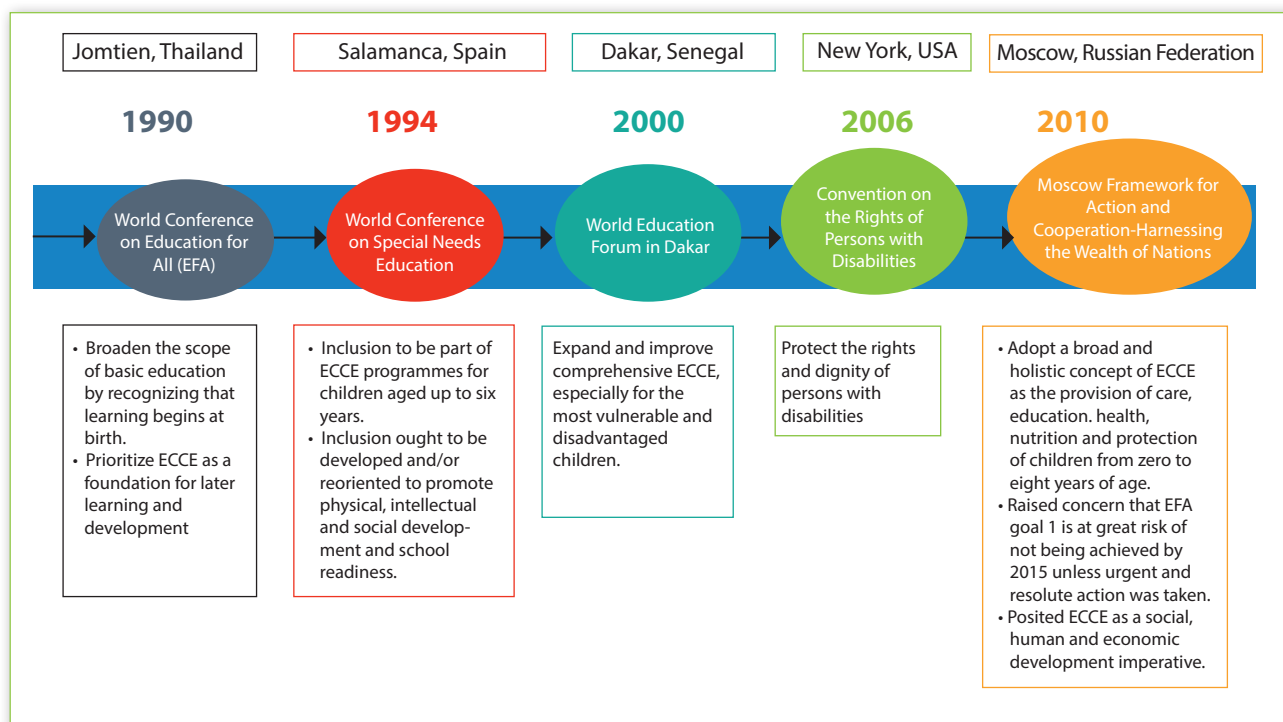 Jomtien, Thailand
Salamanca, Spain
Dakar, Senegal
New York, USA
Moscow, Russian Federation
1990
1994
2000
2006
2010
World Conference
on Education for
All (EFA)
World Conference
on Special Needs
Education
World Education
Forum in Dakar
Convention on
the Rights of
Persons with
Disabilities
Moscow Framework for
Action and
Cooperation-Harnessing
the Wealth of Nations
• Broaden the scope
of basic education
by recognizing that
learning begins at
birth.
• Prioritize ECCE as a
foundation for later
learning and
development
• Inclusion to be part of
ECCE programmes for
children aged up to six
years.
• Inclusion ought to be
developed and/or
reoriented to promote
physical, intellectual
and social develop-
ment and school
readiness.
Expand and improve
comprehensive ECCE,
especially for the
most vulnerable and
disadvantaged
children.
Protect the rights
and dignity of
persons with
disabilities
• Adopt a broad and
holistic concept of ECCE
as the provision of care,
education. health,
nutrition and protection
of children from zero to
eight years of age.
• Raised concern that EFA
goal 1 is at great risk of
not being achieved by
2015 unless urgent and
resolute action was taken.
• Posited ECCE as a social,
human and economic
development imperative.